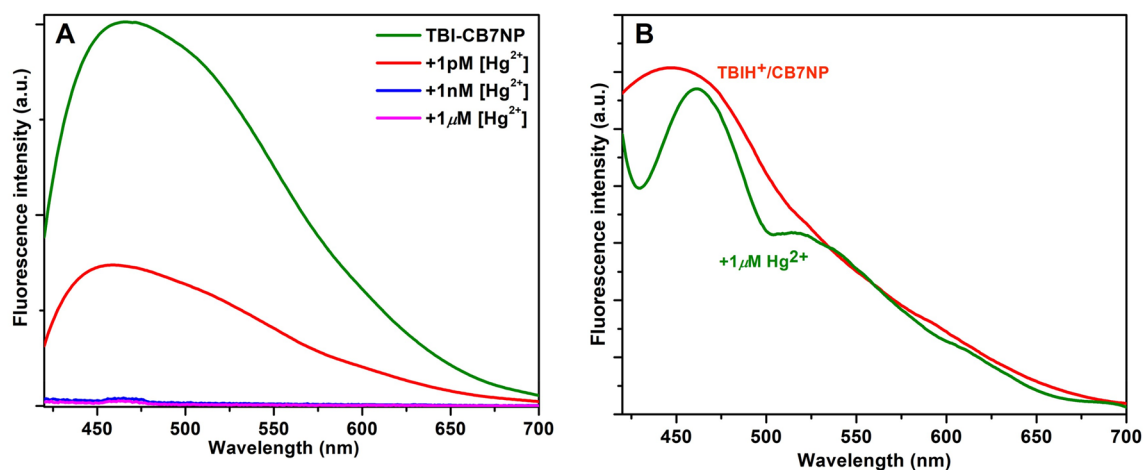 A
TBI-CB7NP
+1pM [Hg²⁺]
+1nM [Hg²⁺]
+1μM [Hg²⁺]
Fluorescence intensity (a.u.)
450 500 550 600 650 700
Wavelength (nm)
B
TBIH⁺/CB7NP
+1μM Hg²⁺
Fluorescence intensity (a.u.)
450 500 550 600 650 700
Wavelength (nm)